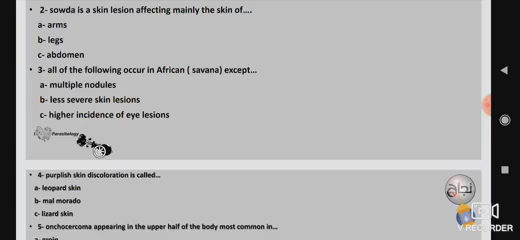 • 2- sowda is a skin lesion affecting mainly the skin of....
a- arms
b- legs
c- abdomen
• 3- all of the following occur in African ( savana) except...
a- multiple nodules
b- less severe skin lesions
c- higher incidence of eye lesions
Parasitology
• 4- purplish skin discoloration is called...
a- leopard skin
b- mal morado
c- lizard skin
• 5- onchocercoma appearing in the upper half of the body most common in...
a- groin
نجاح
V RECORDER